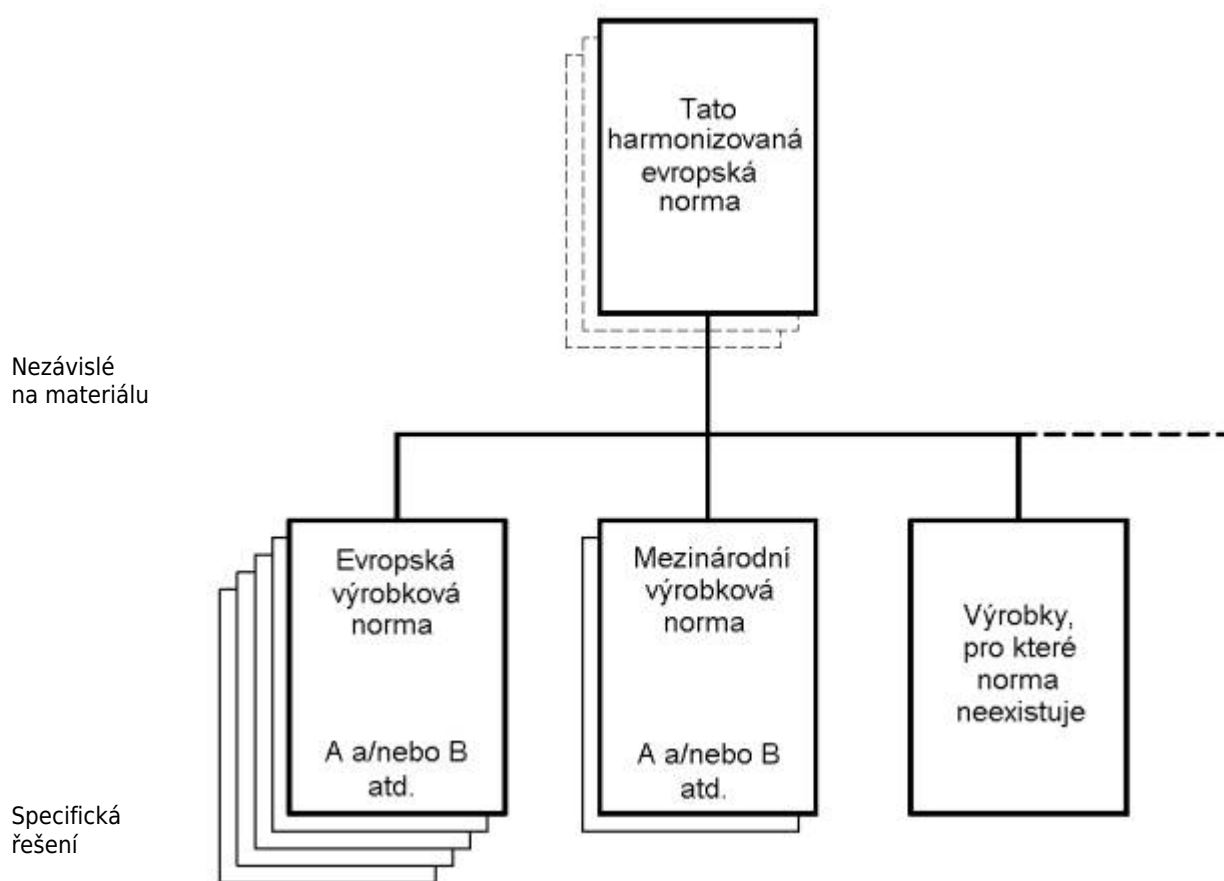 Tato
harmonizovaná
evropská
norma
Nezávislé
na materiálu
Evropská
výrobková
norma
A a/nebo B
atd.
Mezinárodní
výrobková
norma
A a/nebo B
atd.
Výrobky,
pro které
norma
neexistuje
Specifická
řešení